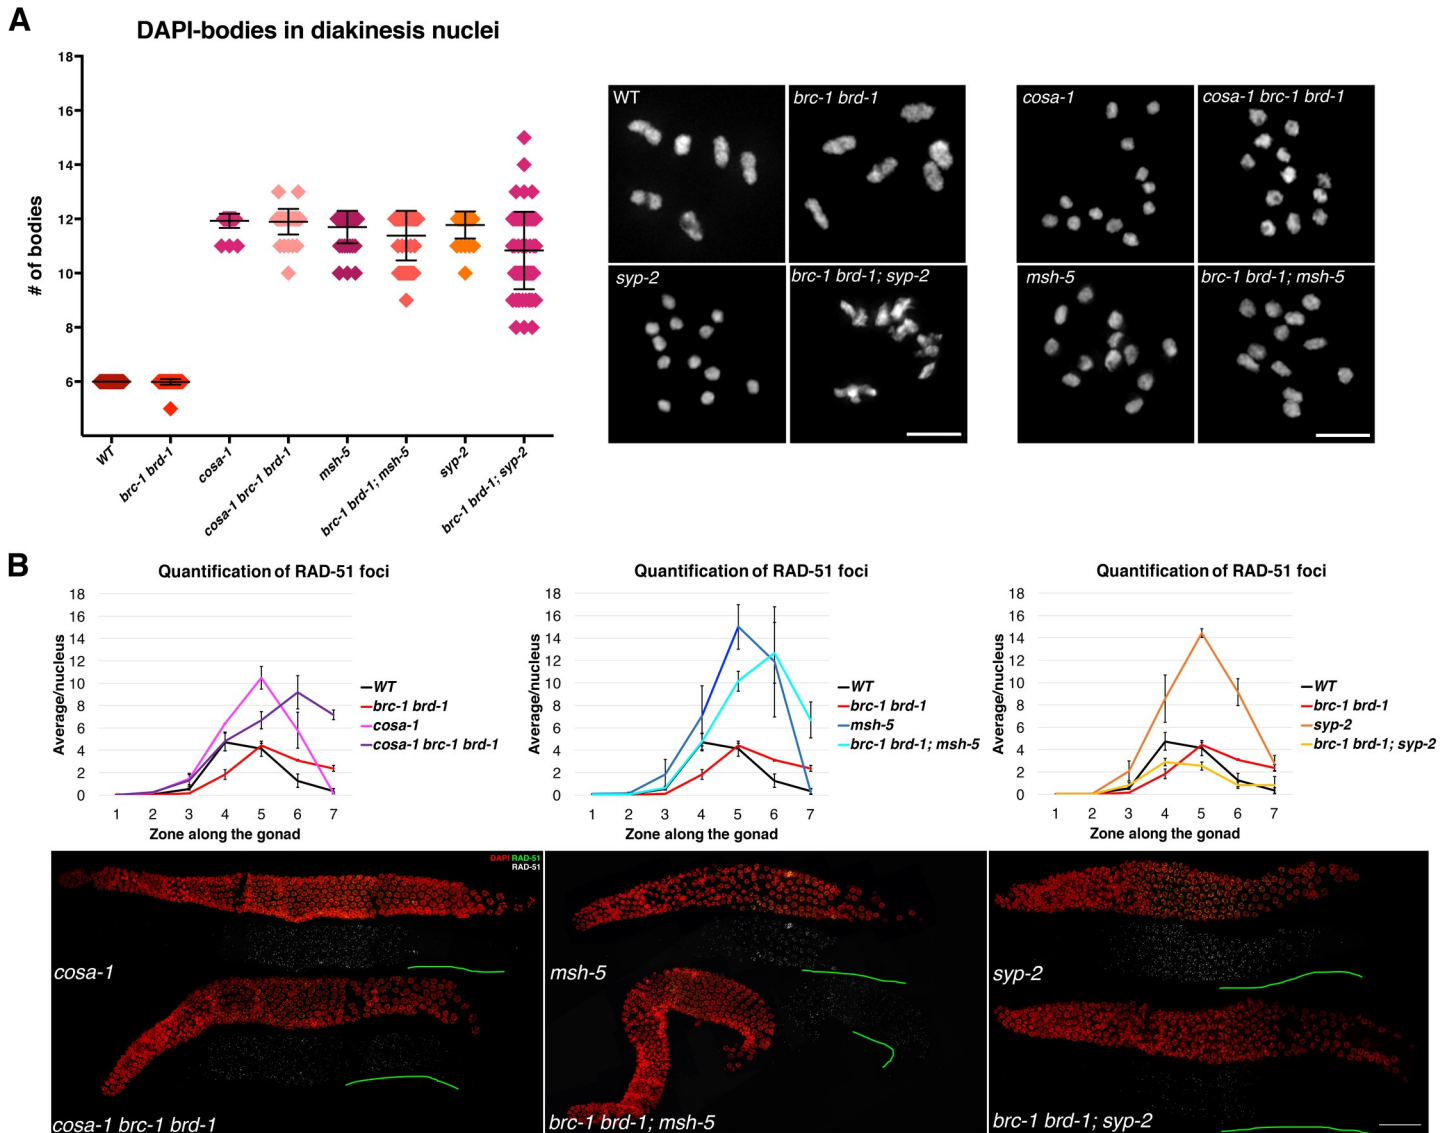 A
DAPI-bodies in diakinesis nuclei
# of bodies
18
16
14
12
10
8
6
WT
brc-1 brd-1
cosa-1
cosa-1 brc-1 brd-1
msh-5
brc-1 brd-1; msh-5
syp-2
brc-1 brd-1; syp-2
WT
brc-1 brd-1
syp-2
brc-1 brd-1; syp-2
cosa-1
cosa-1 brc-1 brd-1
msh-5
brc-1 brd-1; msh-5
B
Quantification of RAD-51 foci
Average/nucleus
18
16
14
12
10
8
6
4
2
0
1 2 3 4 5 6 7
Zone along the gonad
WT
brc-1 brd-1
cosa-1
cosa-1 brc-1 brd-1
Quantification of RAD-51 foci
Average/nucleus
18
16
14
12
10
8
6
4
2
0
1 2 3 4 5 6 7
Zone along the gonad
WT
brc-1 brd-1
msh-5
brc-1 brd-1; msh-5
Quantification of RAD-51 foci
Average/nucleus
18
16
14
12
10
8
6
4
2
0
1 2 3 4 5 6 7
Zone along the gonad
WT
brc-1 brd-1
syp-2
brc-1 brd-1; syp-2
DAPI RAD-51
RAD-51
cosa-1
cosa-1 brc-1 brd-1
msh-5
brc-1 brd-1; msh-5
syp-2
brc-1 brd-1; syp-2